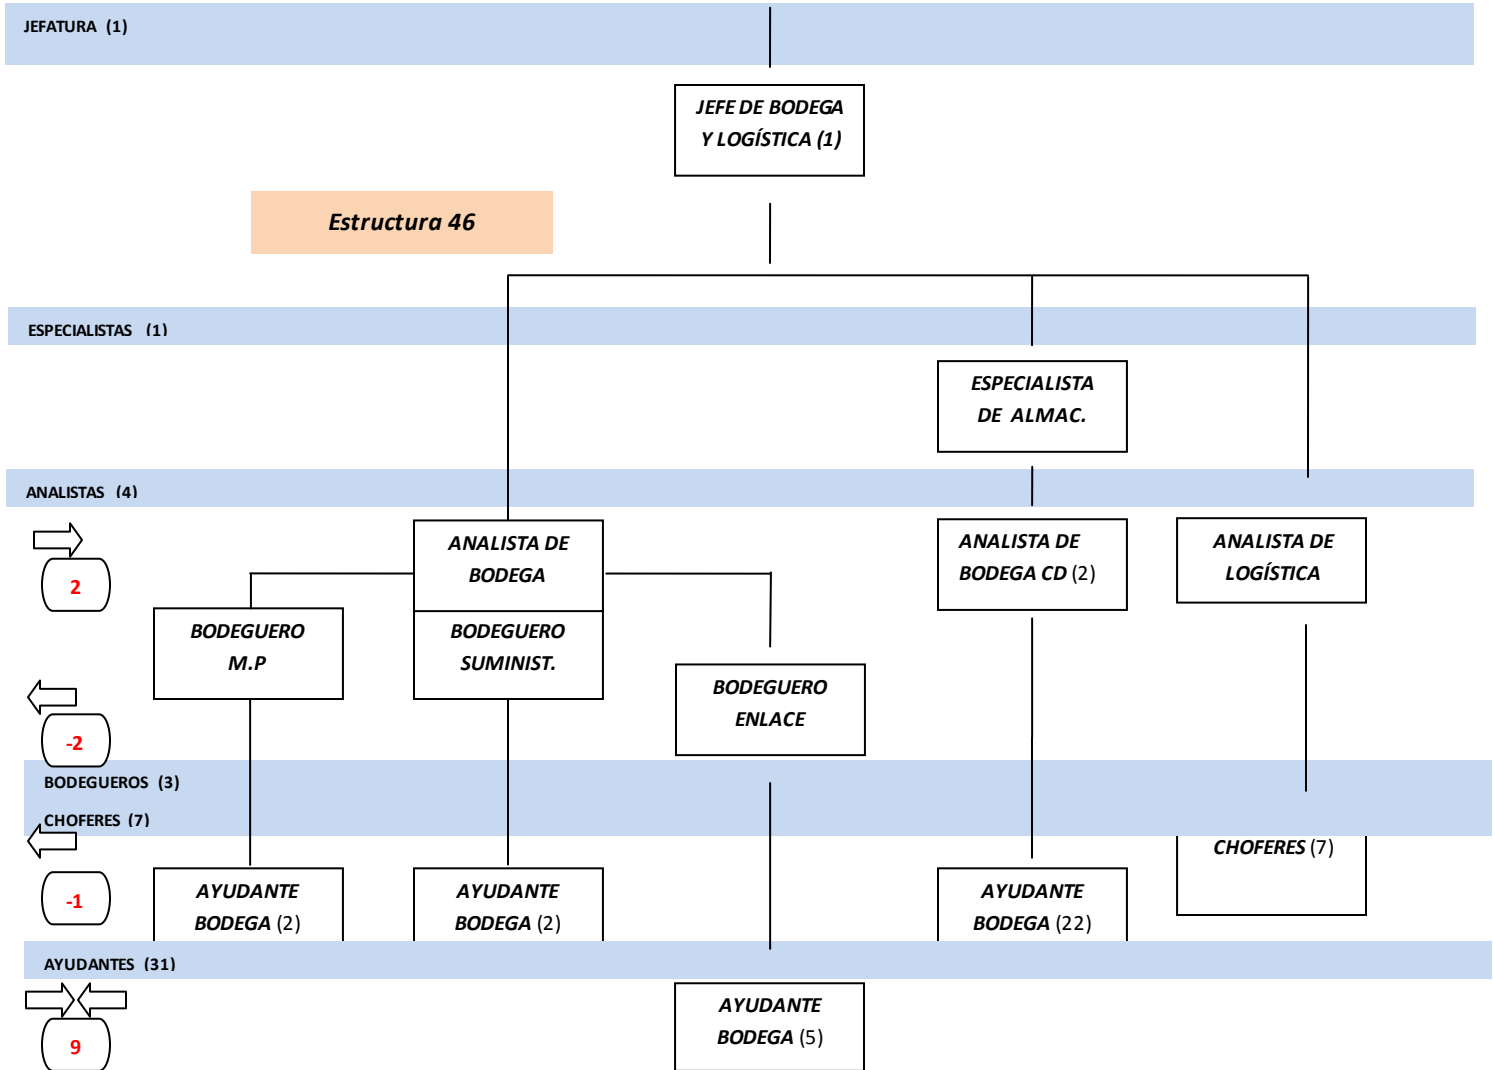 JEFATURA (1)
JEFE DE BODEGA
Y LOGÍSTICA (1)
Estructura 46
ESPECIALISTAS (1)
ESPECIALISTA
DE ALMAC.
ANALISTAS (4)
ANALISTA DE
BODEGA
ANALISTA DE
BODEGA CD (2)
ANALISTA DE
LOGÍSTICA
2
BODEGUERO
M.P
BODEGUERO
SUMINIST.
BODEGUERO
ENLACE
-2
BODEGUEROS (3)
CHOFERES (7)
CHOFERES (7)
-1
AYUDANTE
BODEGA (2)
AYUDANTE
BODEGA (2)
AYUDANTE
BODEGA (22)
AYUDANTES (31)
AYUDANTE
BODEGA (5)
9